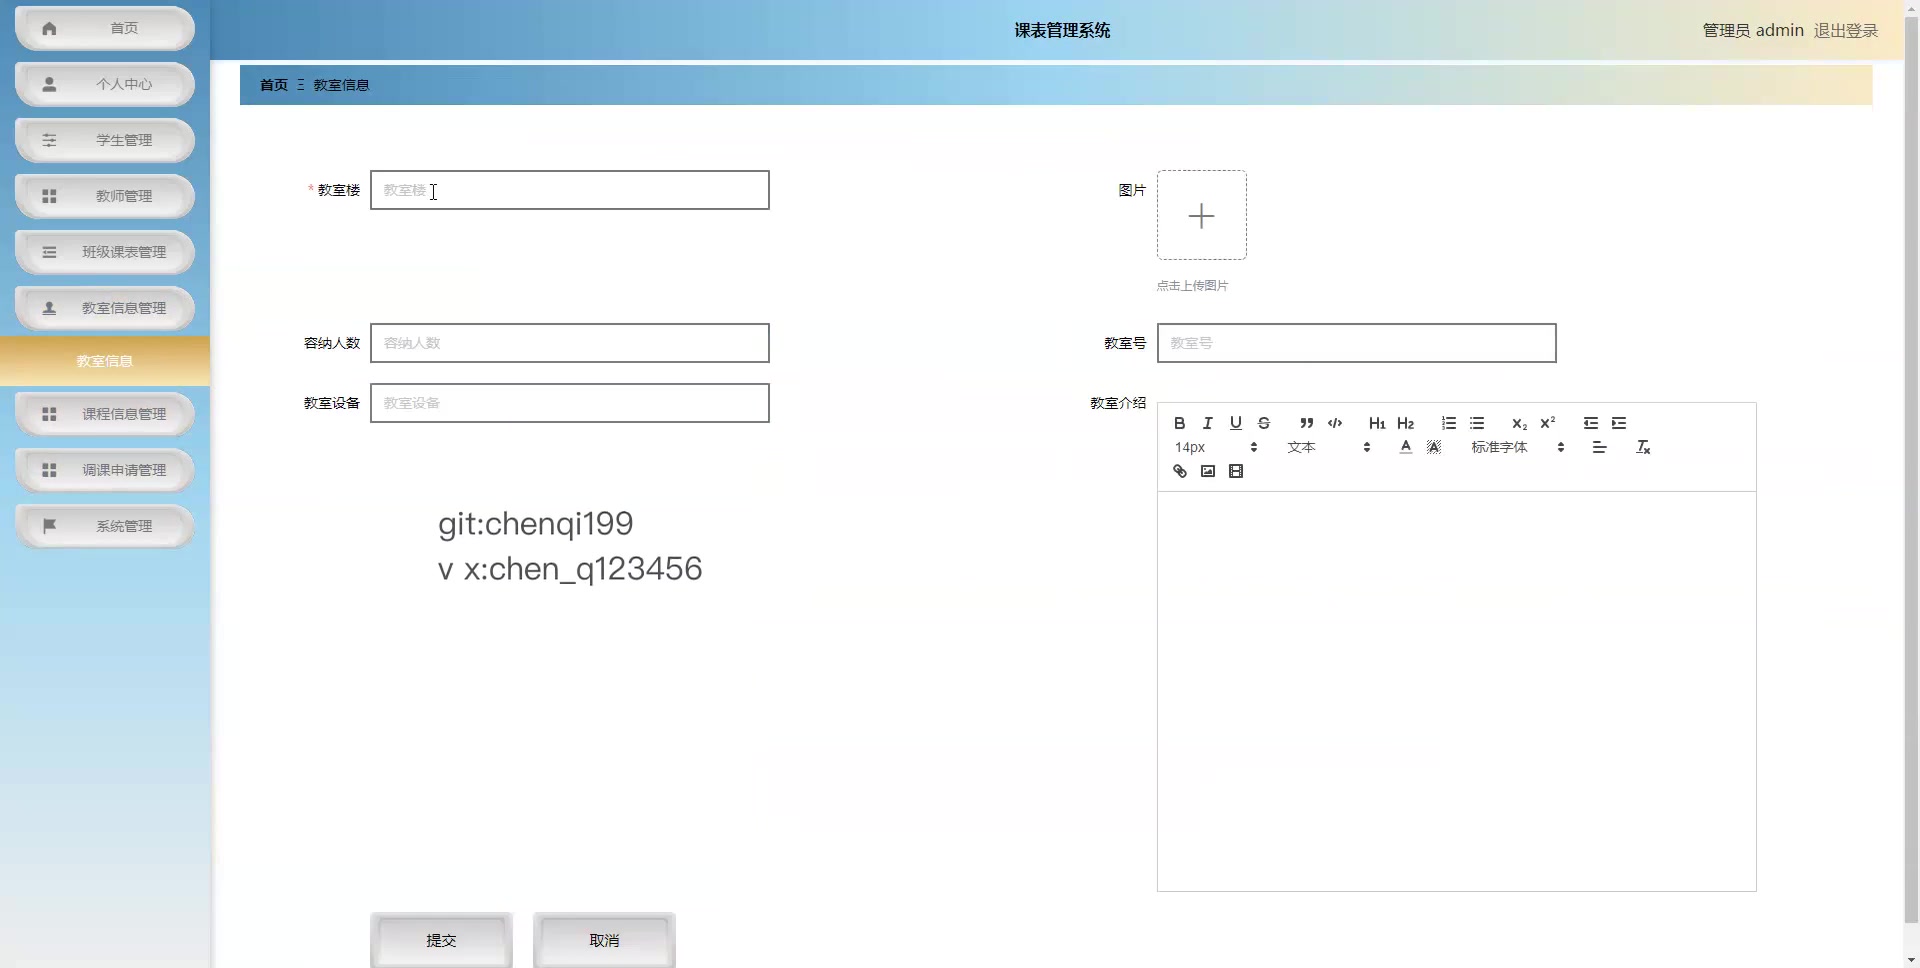 首页
个人中心
学生管理
教师管理
班级课表管理
教室信息管理
教室信息
课程信息管理
调课申请管理
系统管理
课表管理系统
管理员 admin 退出登录
首页 教室信息
* 教室楼 教室楼
图片
点击上传图片
容纳人数 容纳人数
教室号 教室号
教室设备 教室设备
教室介绍
B I U S ” </> H1 H2 X2 X²
14px 文本 A A 标准字体 Tx
git:chenqi199
v x:chen_q123456
提交 取消